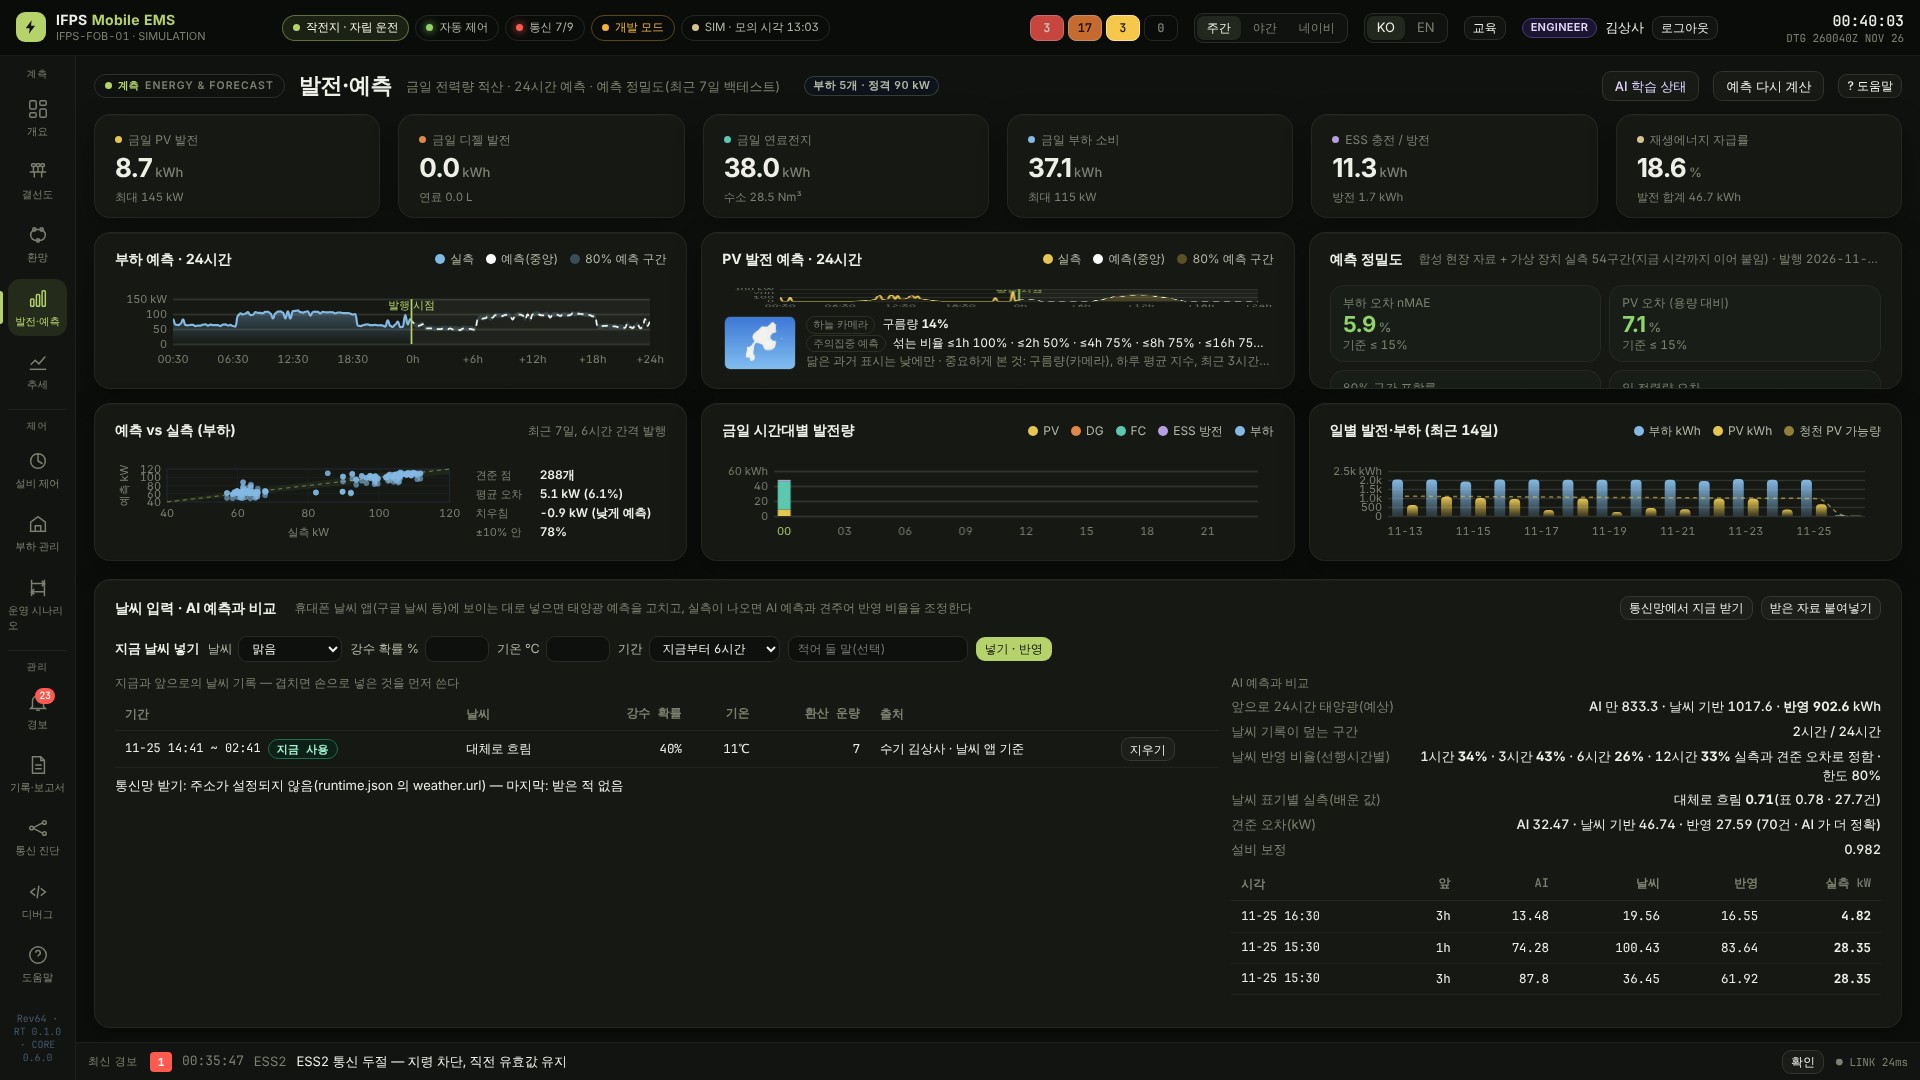 IFPS Mobile EMS
IFPS-FOB-01 · SIMULATION
작전지 · 자립 운전
자동 제어
통신 7/9
개발 모드
SIM · 모의 시각 13:03
3 17 3 0
주간 야간 네이비
KO EN
교육
ENGINEER 김상사 로그아웃
00:40:03
DTG 260040Z NOV 26
계측
개요
결선도
환망
발전·예측
추세
제어
설비 제어
부하 관리
운영 시나리오
관리
23
경보
기록·보고서
통신 진단
디버그
도움말
Rev64 ·
RT 0.1.0
· CORE
0.6.0
계측 ENERGY & FORECAST
발전·예측
금일 전력량 적산 · 24시간 예측 · 예측 정밀도(최근 7일 백테스트)
부하 5개 · 정격 90 kW
AI 학습 상태
예측 다시 계산
? 도움말
금일 PV 발전
8.7 kWh
최대 145 kW
금일 디젤 발전
0.0 kWh
연료 0.0 L
금일 연료전지
38.0 kWh
수소 28.5 Nm³
금일 부하 소비
37.1 kWh
최대 115 kW
ESS 충전 / 방전
11.3 kWh
방전 1.7 kWh
재생에너지 자급률
18.6 %
발전 합계 46.7 kWh
부하 예측 · 24시간
실측 예측(중앙) 80% 예측 구간
발행 시점
150 kW
100
50
0
00:30 06:30 12:30 18:30 0h +6h +12h +18h +24h
PV 발전 예측 · 24시간
실측 예측(중앙) 80% 예측 구간
하늘 카메라 구름량 14%
주의집중 예측 섞는 비율 ≤1h 100% · ≤2h 50% · ≤4h 75% · ≤8h 75% · ≤16h 75…
닮은 과거 표시는 낮에만 · 중요하게 본 것: 구름량(카메라), 하루 평균 지수, 최근 3시간…
예측 정밀도
합성 현장 자료 + 가상 장치 실측 54구간(지금 시각까지 이어 붙임) · 발행 2026-11-…
부하 오차 nMAE
5.9 %
기준 ≤ 15%
PV 오차 (용량 대비)
7.1 %
기준 ≤ 15%
예측 vs 실측 (부하)
최근 7일, 6시간 간격 발행
예측 kW
120
100
80
60
40
40 60 80 100 120
실측 kW
견준 점 288개
평균 오차 5.1 kW (6.1%)
치우침 -0.9 kW (낮게 예측)
±10% 안 78%
금일 시간대별 발전량
PV DG FC ESS 방전 부하
60 kWh
40
20
0
00 03 06 09 12 15 18 21
일별 발전·부하 (최근 14일)
부하 kWh PV kWh 청천 PV 가능량
2.5k kWh
2.0k
1.5k
1.0k
500
0
11-13 11-15 11-17 11-19 11-21 11-23 11-25
날씨 입력 · AI 예측과 비교
휴대폰 날씨 앱(구글 날씨 등)에 보이는 대로 넣으면 태양광 예측을 고치고, 실측이 나오면 AI 예측과 견주어 반영 비율을 조정한다
통신망에서 지금 받기
받은 자료 붙여넣기
지금 날씨 넣기 날씨 맑음 강수 확률 % 기온 °C 기간 지금부터 6시간 적어 둘 말(선택) 넣기 · 반영
지금과 앞으로의 날씨 기록 — 겹치면 손으로 넣은 것을 먼저 쓴다
기간 날씨 강수 확률 기온 환산 운량 출처
11-25 14:41 ~ 02:41 지금 사용 대체로 흐림 40% 11℃ 7 수기 김상사 · 날씨 앱 기준 지우기
통신망 받기: 주소가 설정되지 않음(runtime.json 의 weather.url) — 마지막: 받은 적 없음
AI 예측과 비교
앞으로 24시간 태양광(예상) AI 만 833.3 · 날씨 기반 1017.6 · 반영 902.6 kWh
날씨 기록이 덮는 구간 2시간 / 24시간
날씨 반영 비율(선행시간별) 1시간 34% · 3시간 43% · 6시간 26% · 12시간 33% 실측과 견준 오차로 정함 ·
한도 80%
날씨 표기별 실측(배운 값) 대체로 흐림 0.71(표 0.78 · 27.7건)
견준 오차(kW) AI 32.47 · 날씨 기반 46.74 · 반영 27.59 (70건 · AI 가 더 정확)
설비 보정 0.982
시각 앞 AI 날씨 반영 실측 kW
11-25 16:30 3h 13.48 19.56 16.55 4.82
11-25 15:30 1h 74.28 100.43 83.64 28.35
11-25 15:30 3h 87.8 36.45 61.92 28.35
최신 경보 1 00:35:47 ESS2 ESS2 통신 두절 — 지령 차단, 직전 유효값 유지
확인
LINK 24ms